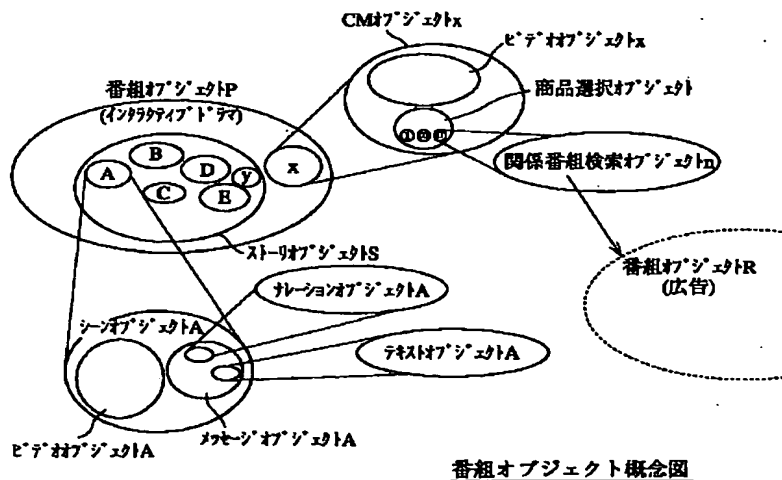 CMオブジェクトx
ビデオオブジェクトx
番組オブジェクトP
(インタラクティブドラマ)
商品選択オブジェクト
B
A
D
y
x
C
E
関係番組検索オブジェクトn
ストーリオブジェクトS
番組オブジェクトR
(広告)
ナレーションオブジェクトA
シーンオブジェクトA
テキストオブジェクトA
ビデオオブジェクトA
メッセージオブジェクトA
番組オブジェクト概念図